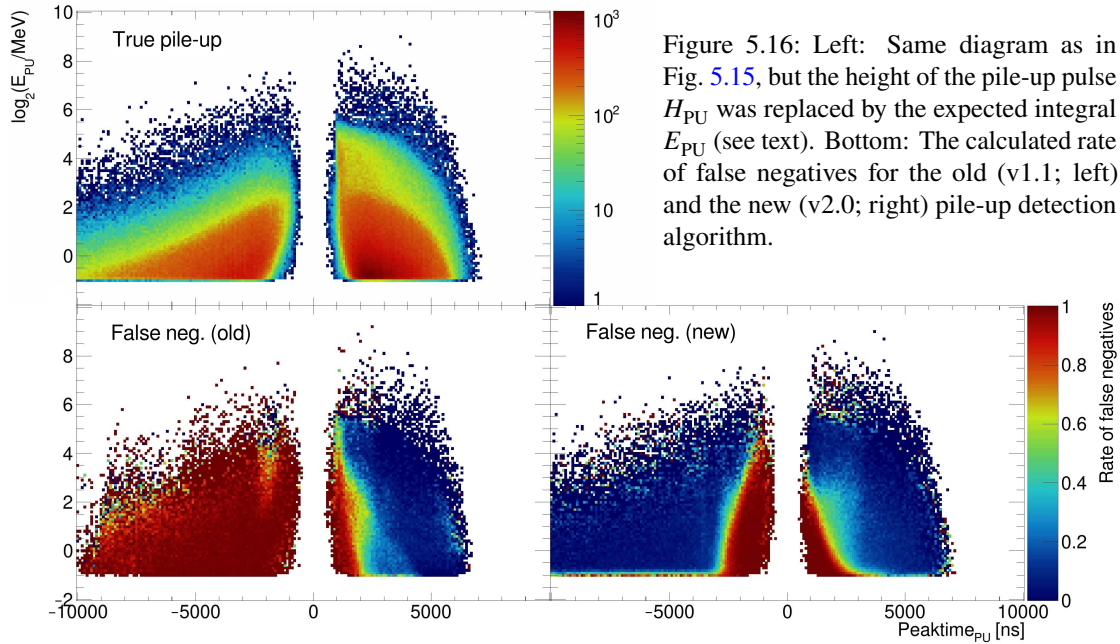 log₂(E_PU/MeV)
10
8
6
4
2
0
−2
True pile-up
10³
10²
10
1
Figure 5.16: Left: Same diagram as in
Fig. 5.15, but the height of the pile-up pulse
H_PU was replaced by the expected integral
E_PU (see text). Bottom: The calculated rate
of false negatives for the old (v1.1; left)
and the new (v2.0; right) pile-up detection
algorithm.
False neg. (old)
8
6
4
2
0
−2
−10000 −5000 0 5000
False neg. (new)
−5000 0 5000 10000
Peaktime_PU [ns]
1
0.8
0.6
0.4
0.2
0
Rate of false negatives